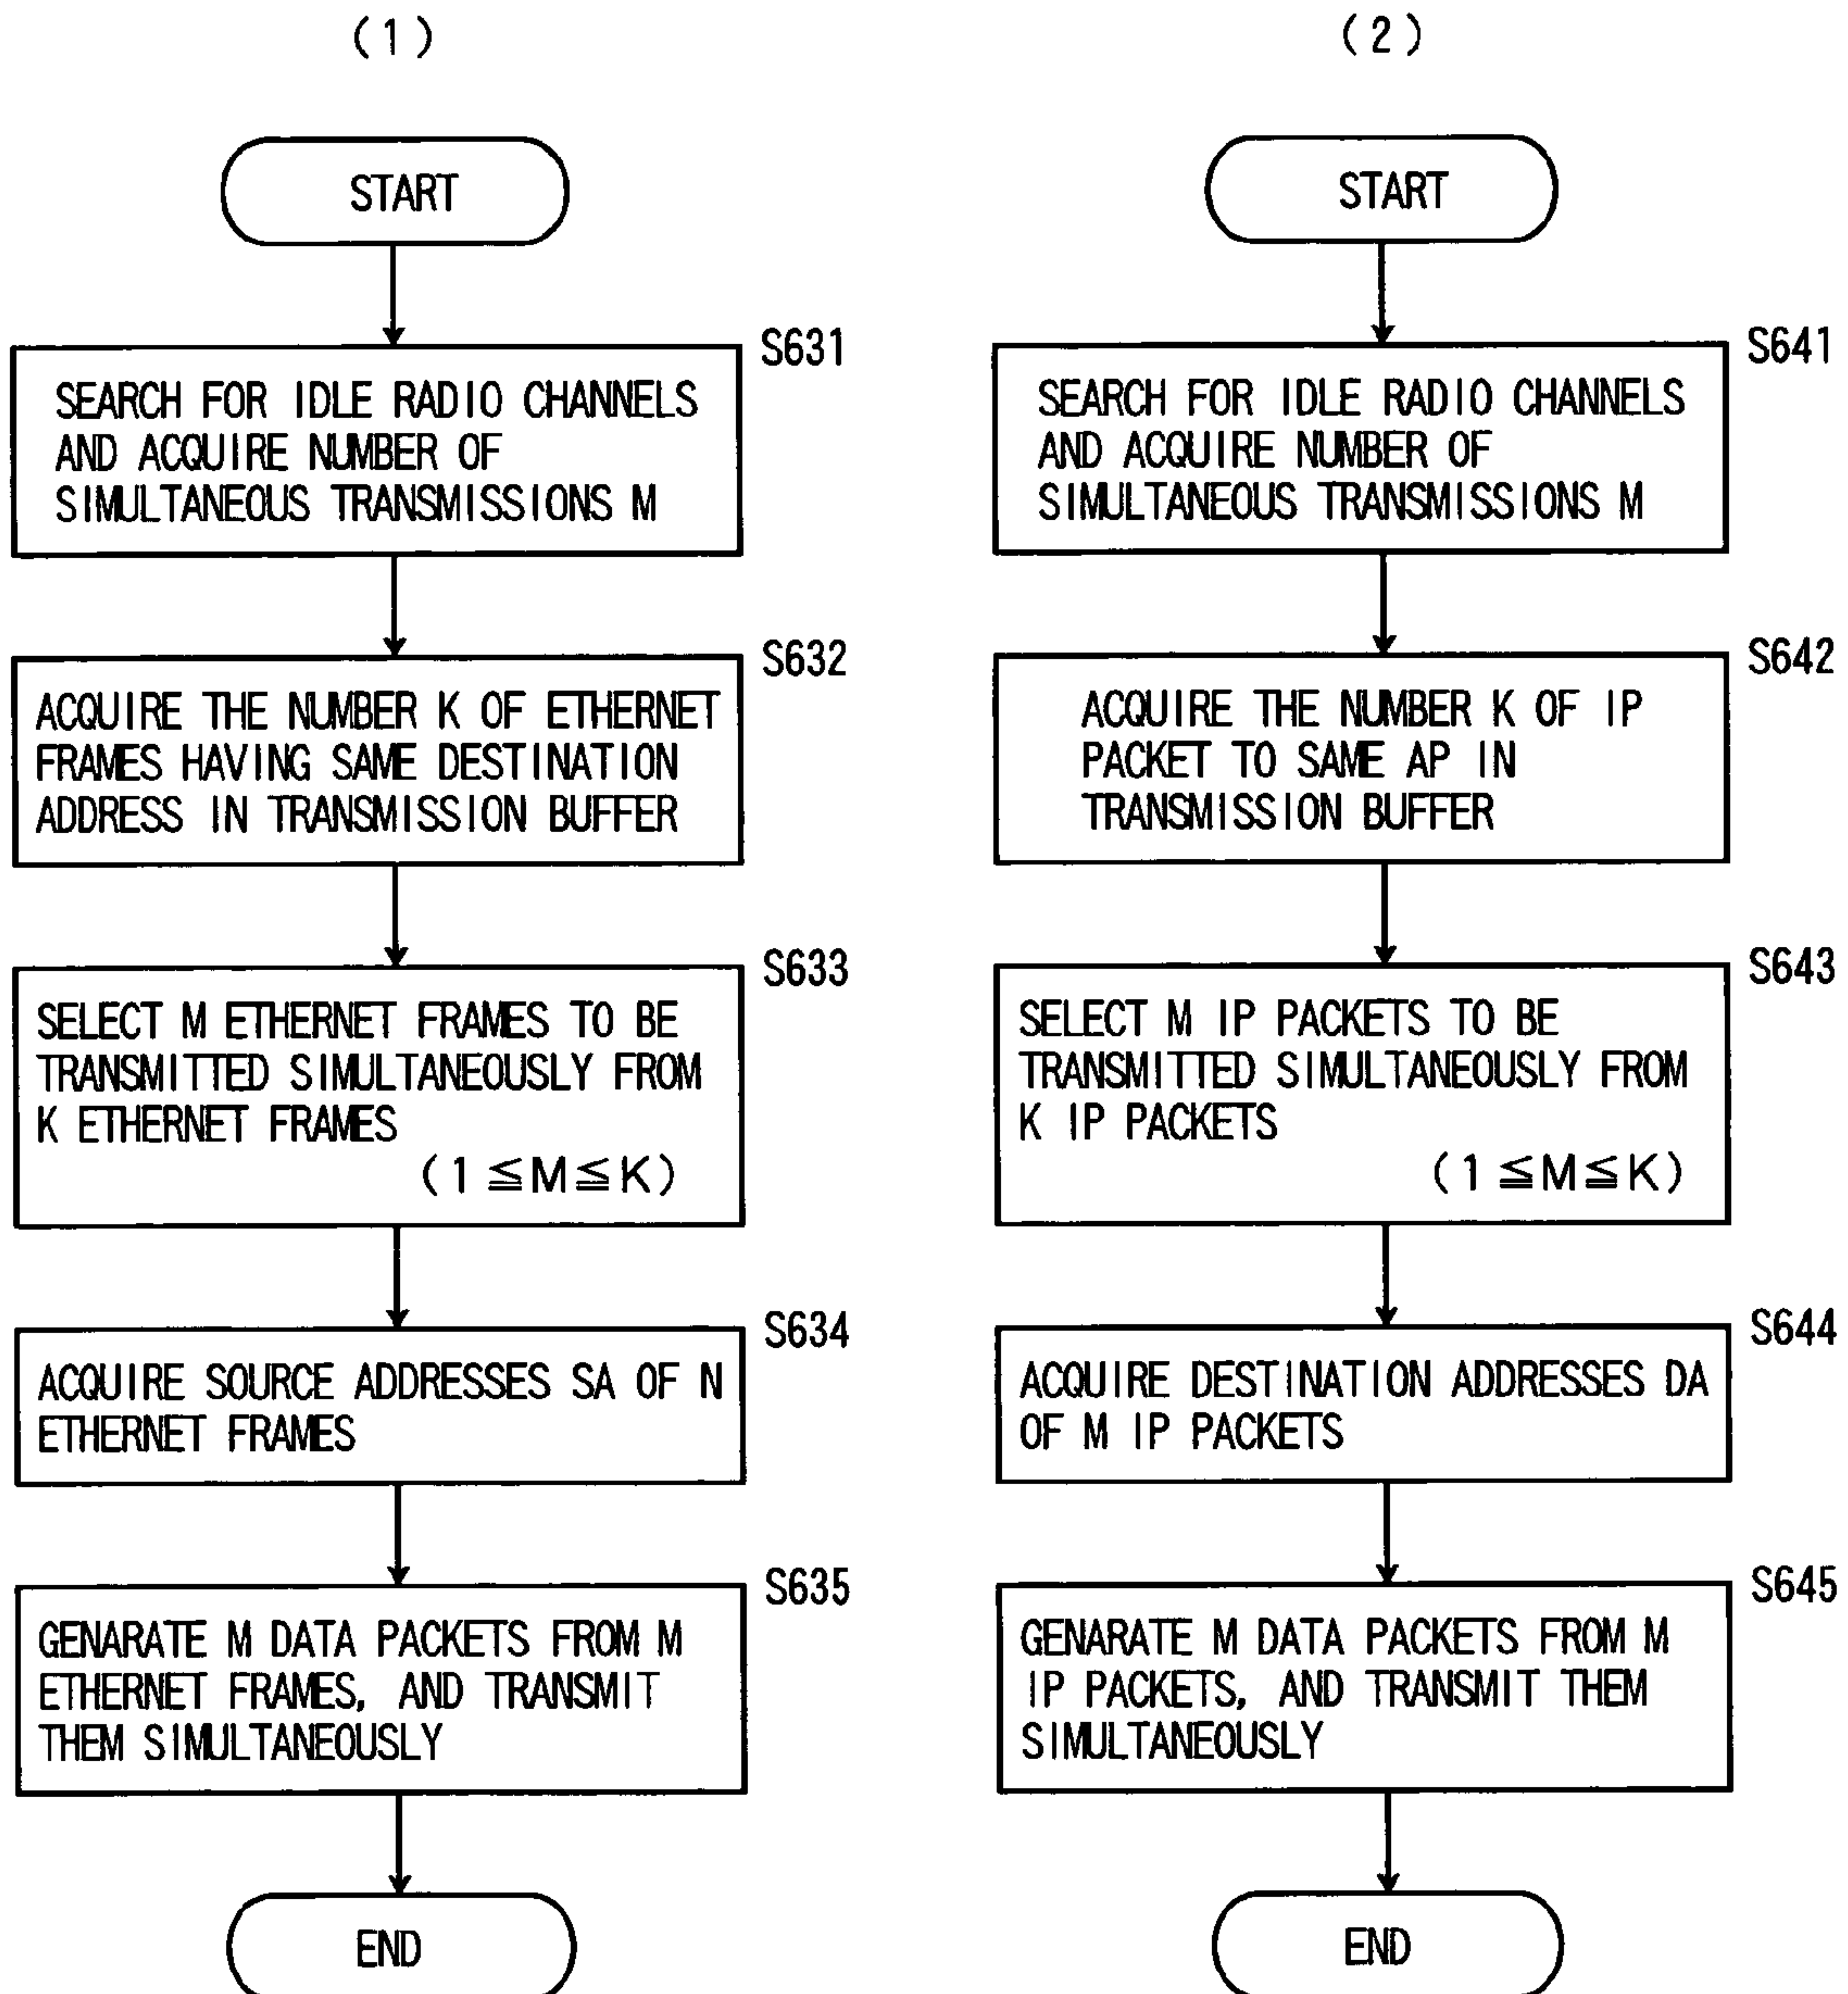 (1)
START
S631
SEARCH FOR IDLE RADIO CHANNELS
AND ACQUIRE NUMBER OF
SIMULTANEOUS TRANSMISSIONS M
S632
ACQUIRE THE NUMBER K OF ETHERNET
FRAMES HAVING SAME DESTINATION
ADDRESS IN TRANSMISSION BUFFER
S633
SELECT M ETHERNET FRAMES TO BE
TRANSMITTED SIMULTANEOUSLY FROM
K ETHERNET FRAMES
(1≦M≦K)
S634
ACQUIRE SOURCE ADDRESSES SA OF N
ETHERNET FRAMES
S635
GENARATE M DATA PACKETS FROM M
ETHERNET FRAMES, AND TRANSMIT
THEM SIMULTANEOUSLY
END
(2)
START
S641
SEARCH FOR IDLE RADIO CHANNELS
AND ACQUIRE NUMBER OF
SIMULTANEOUS TRANSMISSIONS M
S642
ACQUIRE THE NUMBER K OF IP
PACKET TO SAME AP IN
TRANSMISSION BUFFER
S643
SELECT M IP PACKETS TO BE
TRANSMITTED SIMULTANEOUSLY FROM
K IP PACKETS
(1≦M≦K)
S644
ACQUIRE DESTINATION ADDRESSES DA
OF M IP PACKETS
S645
GENARATE M DATA PACKETS FROM M
IP PACKETS, AND TRANSMIT THEM
SIMULTANEOUSLY
END